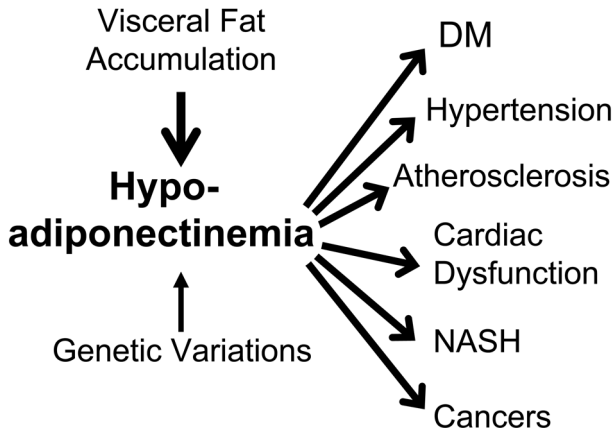 Visceral Fat
Accumulation
Hypo-
adiponectinemia
Genetic Variations
DM
Hypertension
Atherosclerosis
Cardiac
Dysfunction
NASH
Cancers